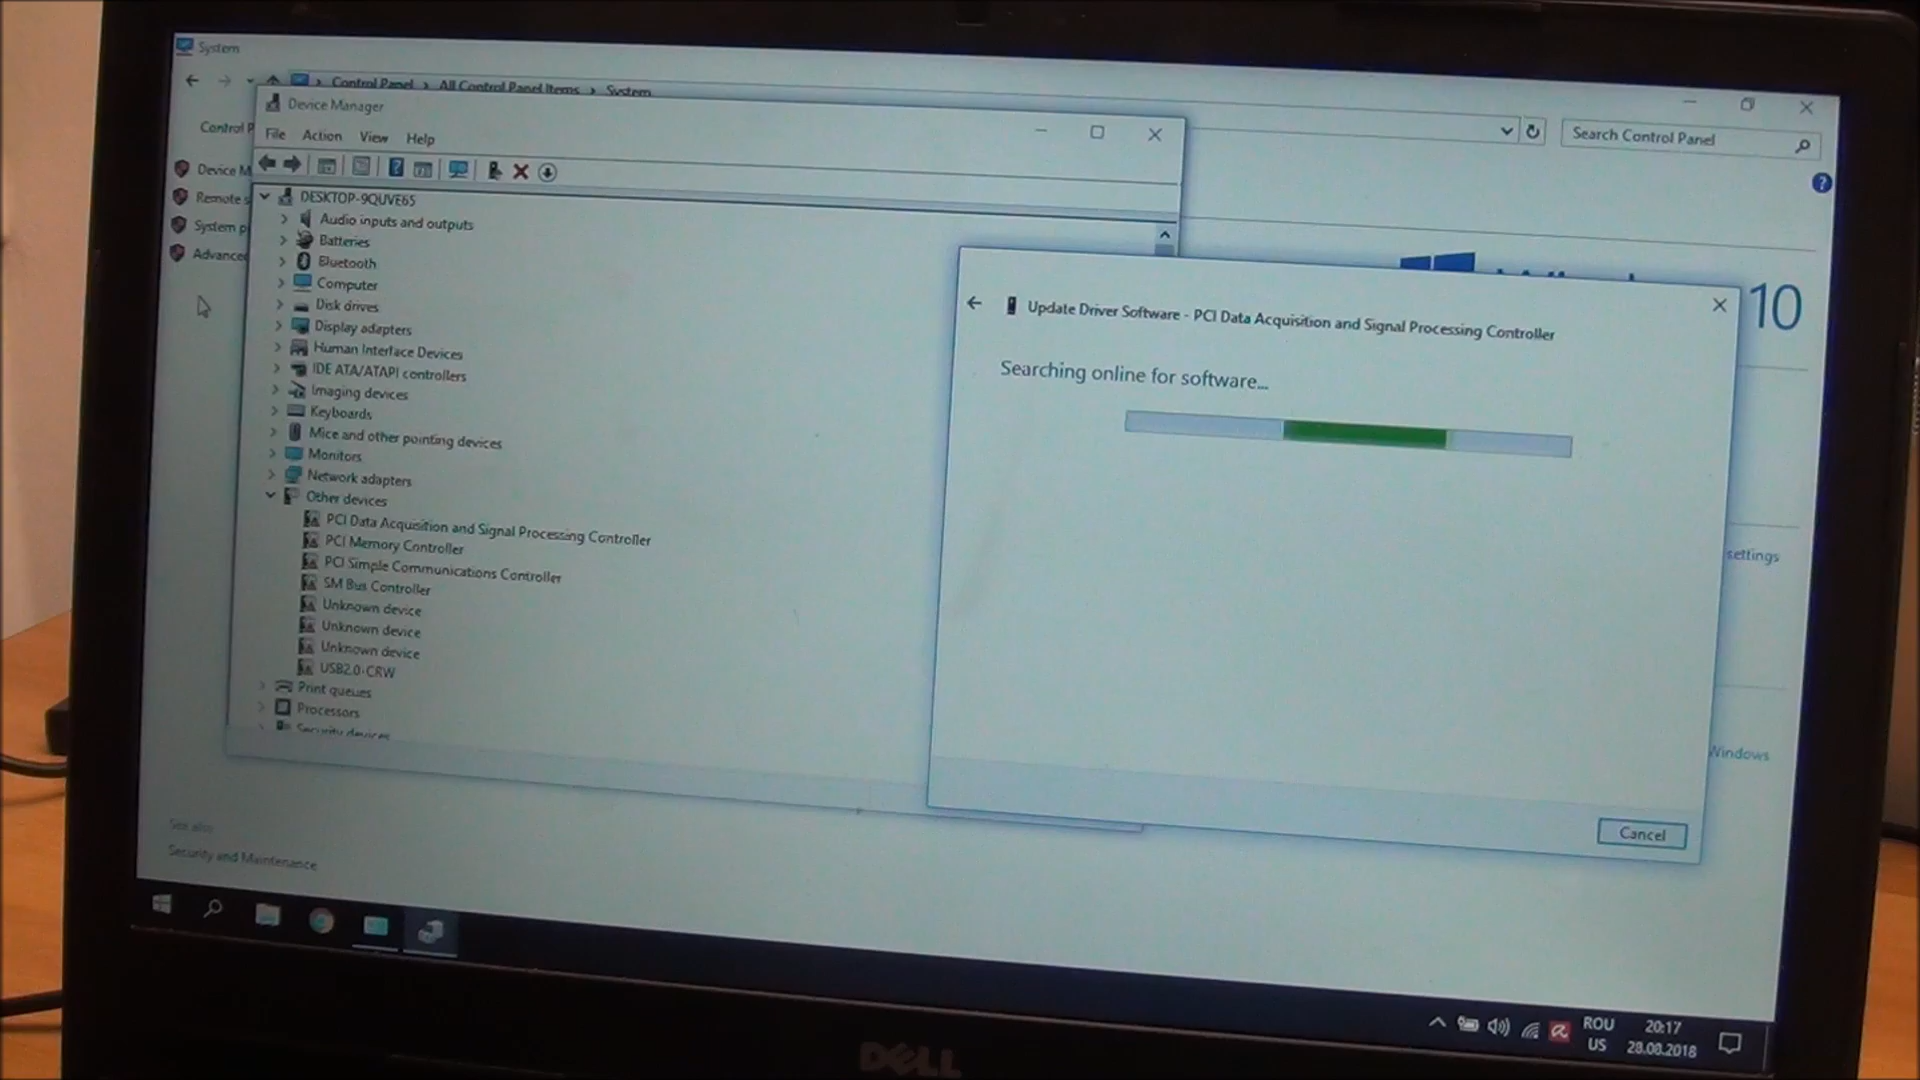 System
Control Panel > All Control Panel Items > System
Search Control Panel
Control P
Device M
Remote s
System p
Advance
Device Manager
File Action View Help
DESKTOP-9QUVE65
Audio inputs and outputs
Batteries
Bluetooth
Computer
Disk drives
Display adapters
Human Interface Devices
IDE ATA/ATAPI controllers
Imaging devices
Keyboards
Mice and other pointing devices
Monitors
Network adapters
Other devices
PCI Data Acquisition and Signal Processing Controller
PCI Memory Controller
PCI Simple Communications Controller
SM Bus Controller
Unknown device
Unknown device
Unknown device
USB2.0-CRW
Print queues
Processors
Security devices
Update Driver Software - PCI Data Acquisition and Signal Processing Controller
Searching online for software...
Cancel
10
settings
Windows
See also
Security and Maintenance
ROU
US
20:17
28.08.2018
DELL